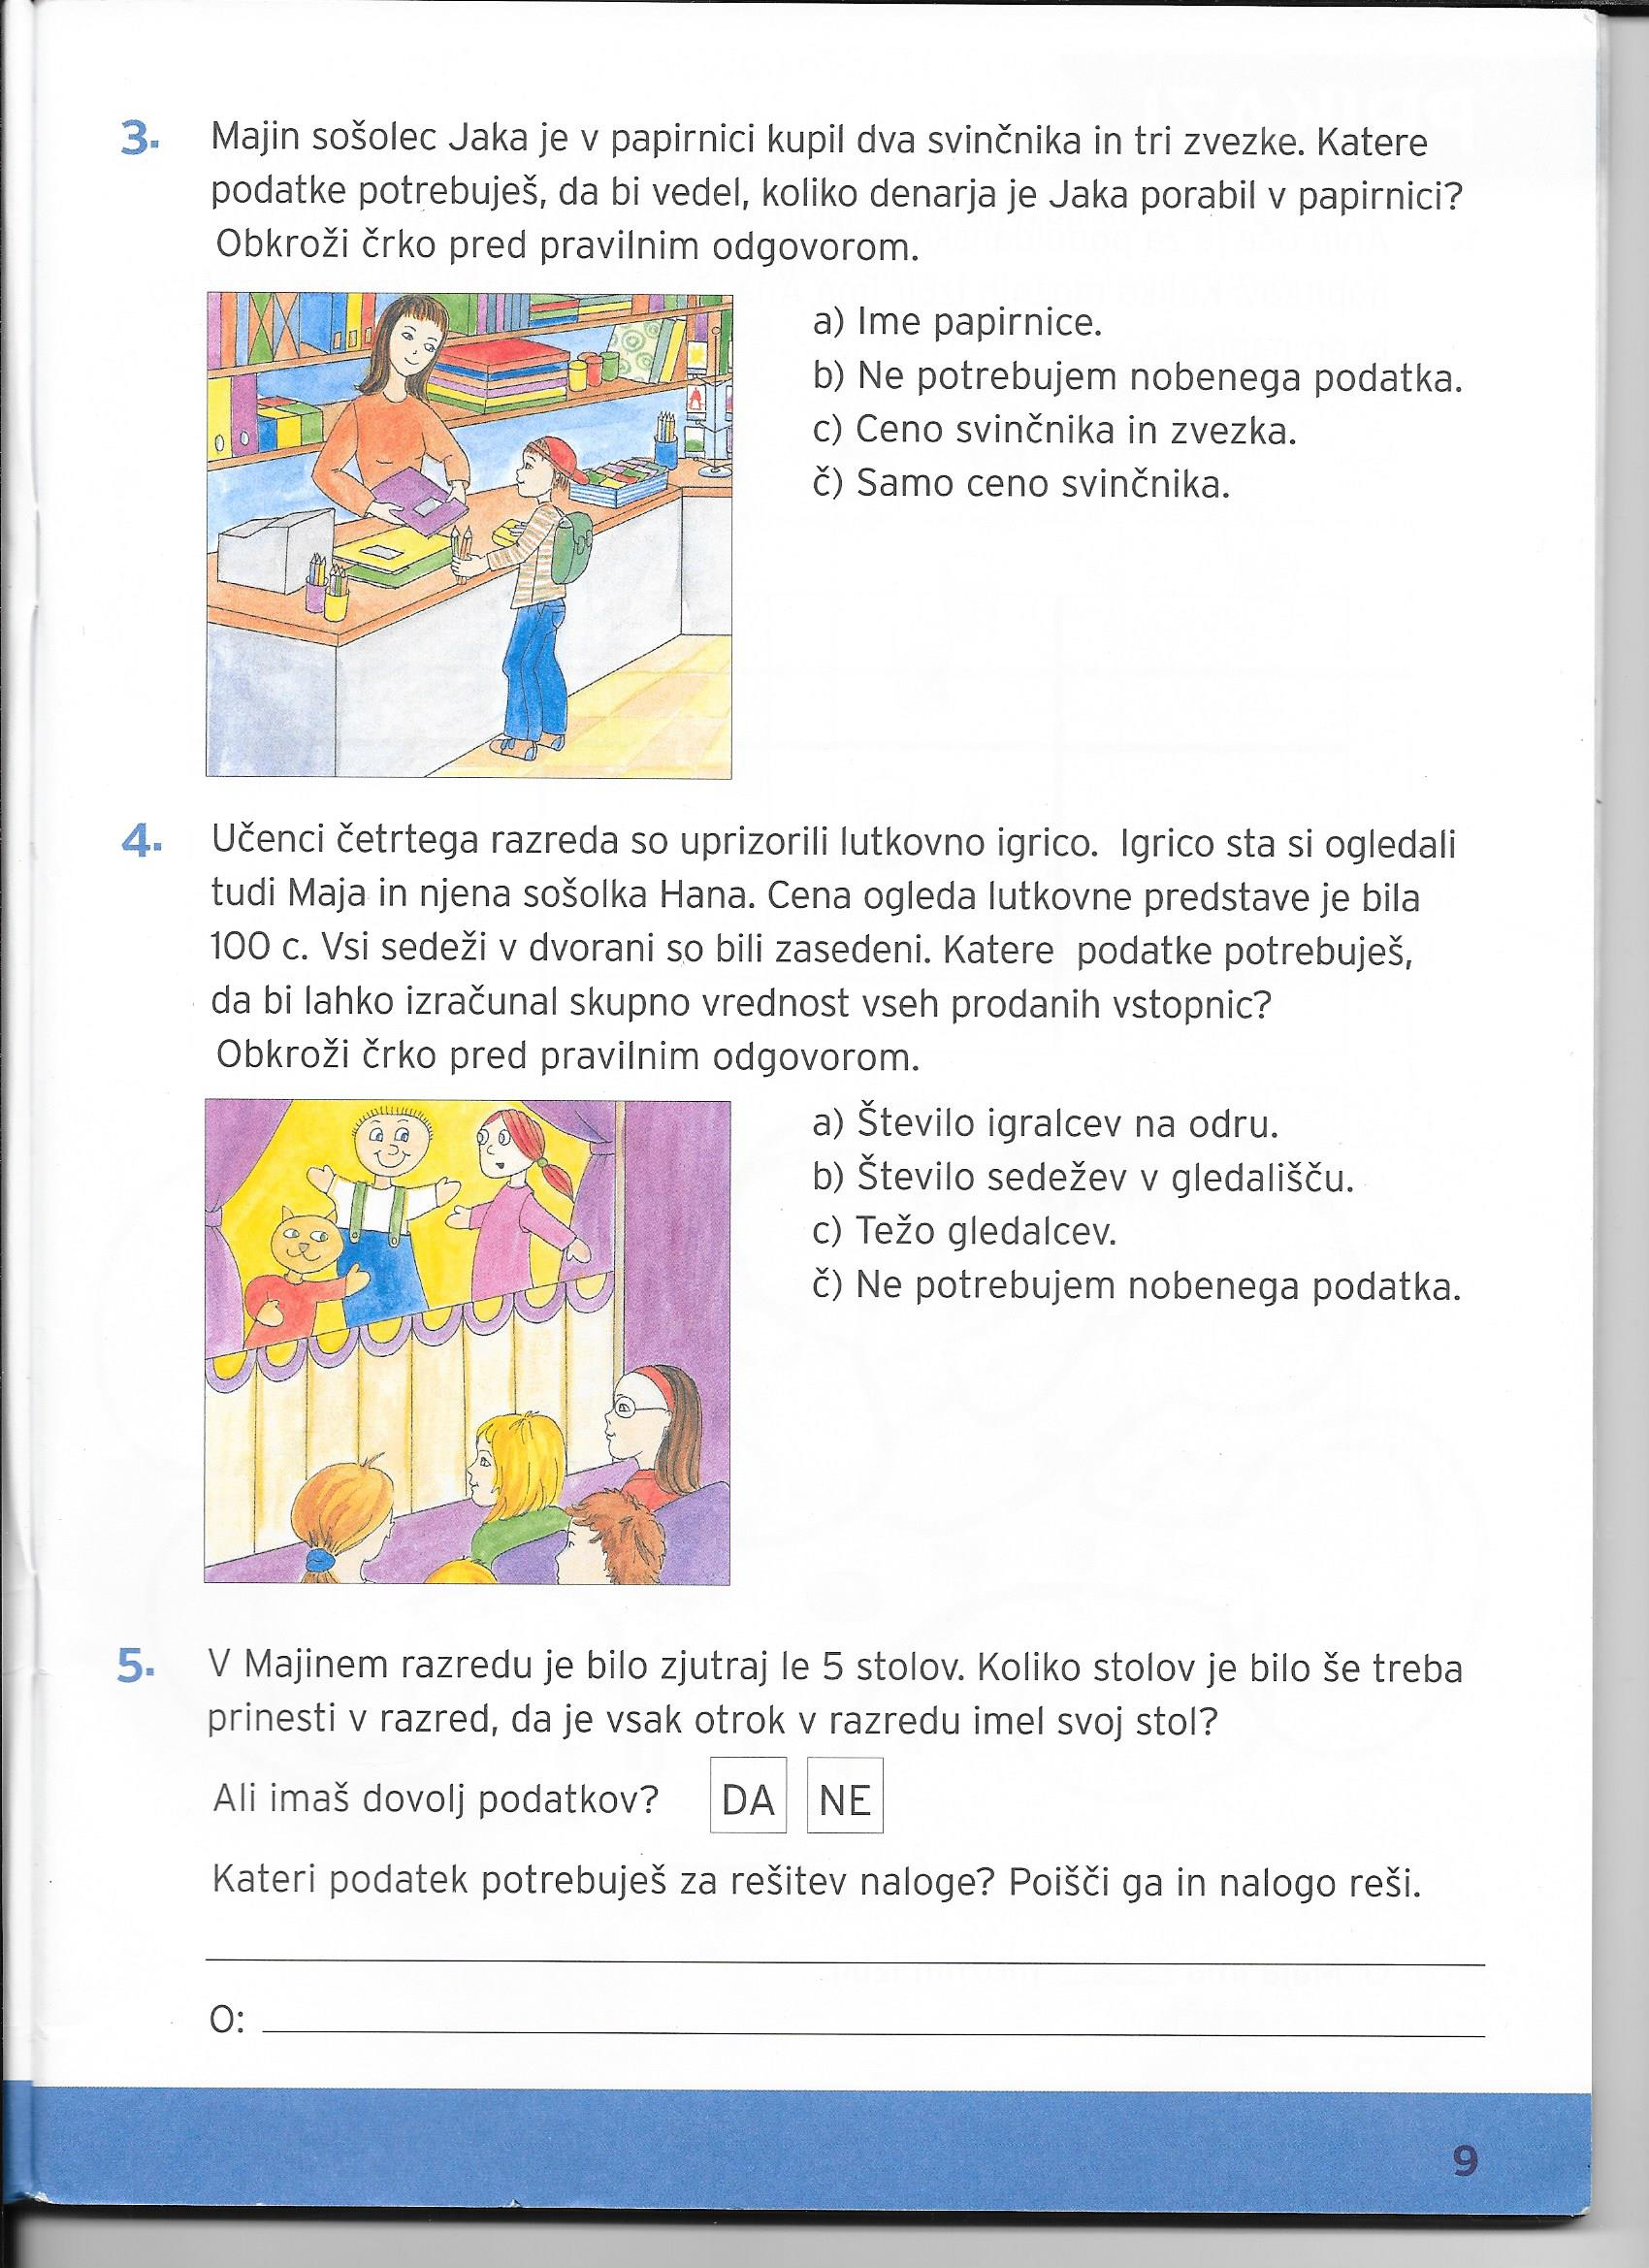 3. Majin sošolec Jaka je v papirnici kupil dva svinčnika in tri zvezke. Katere
podatke potrebuješ, da bi vedel, koliko denarja je Jaka porabil v papirnici?
Obkroži črko pred pravilnim odgovorom.
a) Ime papirnice.
b) Ne potrebujem nobenega podatka.
c) Ceno svinčnika in zvezka.
č) Samo ceno svinčnika.
4. Učenci četrtega razreda so uprizorili lutkovno igrico. Igrico sta si ogledali
tudi Maja in njena sošolka Hana. Cena ogleda lutkovne predstave je bila
100 c. Vsi sedeži v dvorani so bili zasedeni. Katere podatke potrebuješ,
da bi lahko izračunal skupno vrednost vseh prodanih vstopnic?
Obkroži črko pred pravilnim odgovorom.
a) Število igralcev na odru.
b) Število sedežev v gledališču.
c) Težo gledalcev.
č) Ne potrebujem nobenega podatka.
5. V Majinem razredu je bilo zjutraj le 5 stolov. Koliko stolov je bilo še treba
prinesti v razred, da je vsak otrok v razredu imel svoj stol?
Ali imaš dovolj podatkov? DA NE
Kateri podatek potrebuješ za rešitev naloge? Poišči ga in nalogo reši.
O:
9